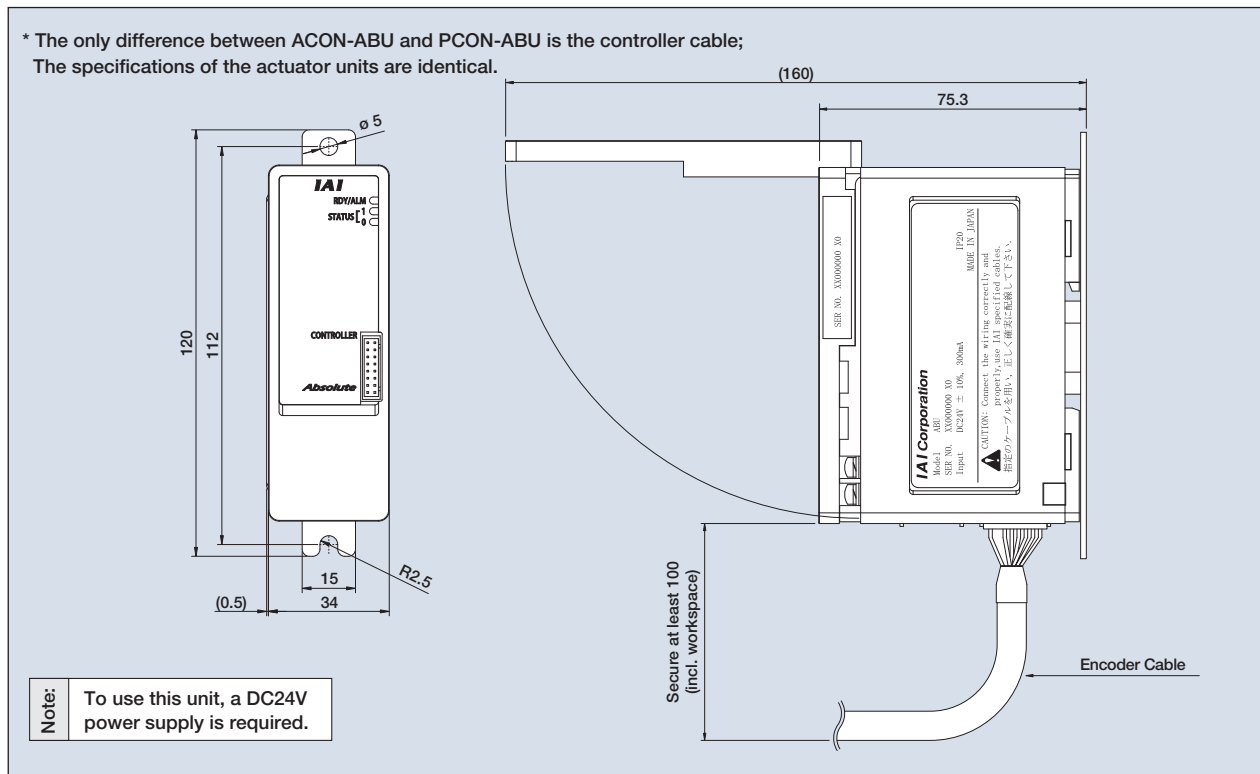 * The only difference between ACON-ABU and PCON-ABU is the controller cable;
The specifications of the actuator units are identical.
(160)
75.3
ø 5
120
112
IAI
RDY/ALM
STATUS
1
0
CONTROLLER
Absolute
15
R2.5
(0.5)
34
SER NO. XX000000 X0
IAI Corporation
Model ABU
SER NO. XX000000 X0
Input DC24V ± 10%, 300mA
IP20
MADE IN JAPAN
CAUTION: Connect the wiring correctly and
properly, use IAI specified cables.
指定のケーブルを用い、正しく確実に配線して下さい。
Secure at least 100
(incl. workspace)
Encoder Cable
Note:
To use this unit, a DC24V
power supply is required.